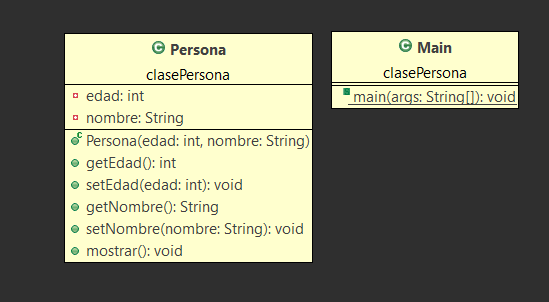 Persona
clasePersona
edad: int
nombre: String
Persona(edad: int, nombre: String)
getEdad(): int
setEdad(edad: int): void
getNombre(): String
setNombre(nombre: String): void
mostrar(): void
Main
clasePersona
main(args: String[]): void